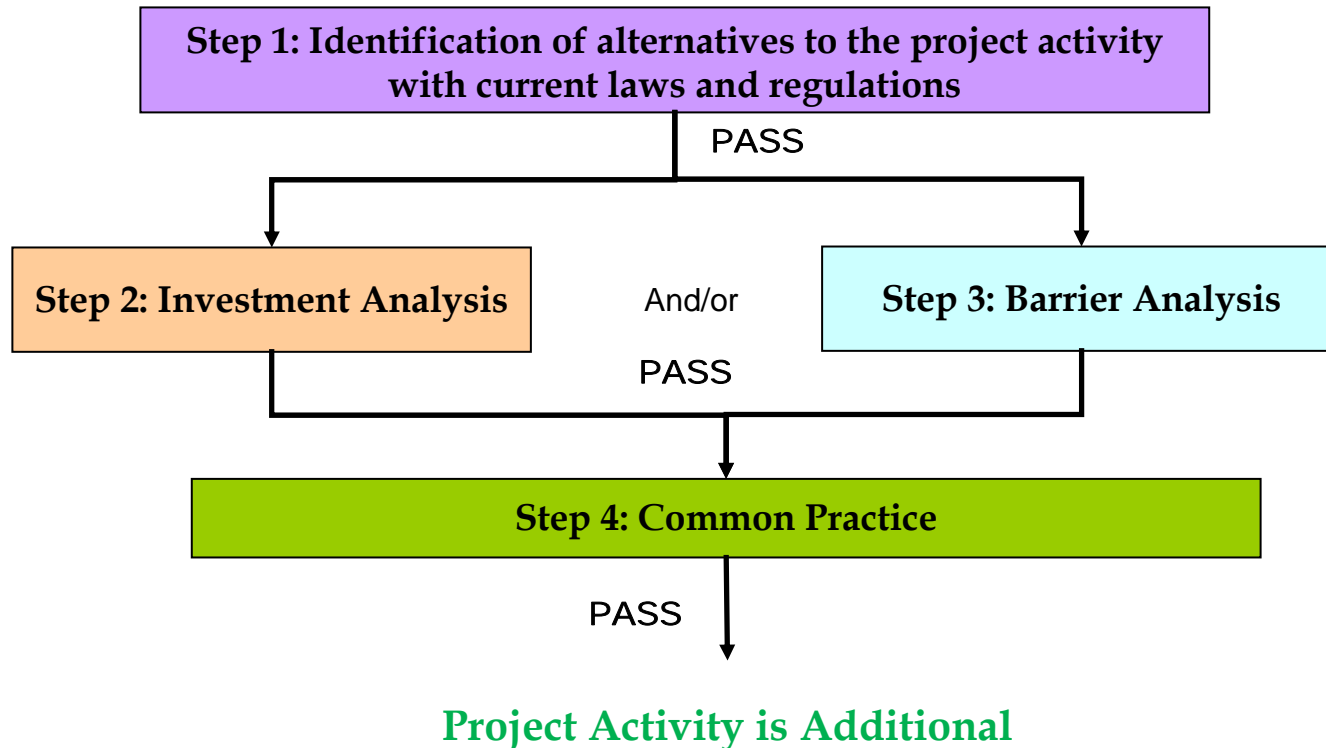 Step 1: Identification of alternatives to the project activity
with current laws and regulations
PASS
Step 2: Investment Analysis
And/or
Step 3: Barrier Analysis
PASS
Step 4: Common Practice
PASS
Project Activity is Additional